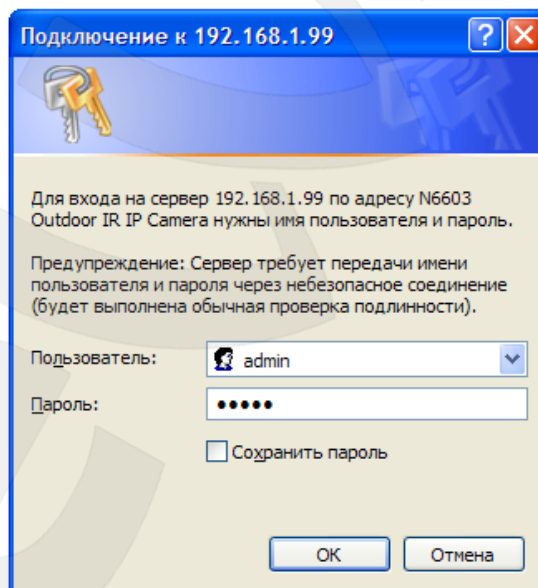 Подключение к 192.168.1.99
Для входа на сервер 192.168.1.99 по адресу N6603
Outdoor IR IP Camera нужны имя пользователя и пароль.
Предупреждение: Сервер требует передачи имени
пользователя и пароля через небезопасное соединение
(будет выполнена обычная проверка подлинности).
Пользователь: admin
Пароль: •••••
Сохранить пароль
ОК Отмена